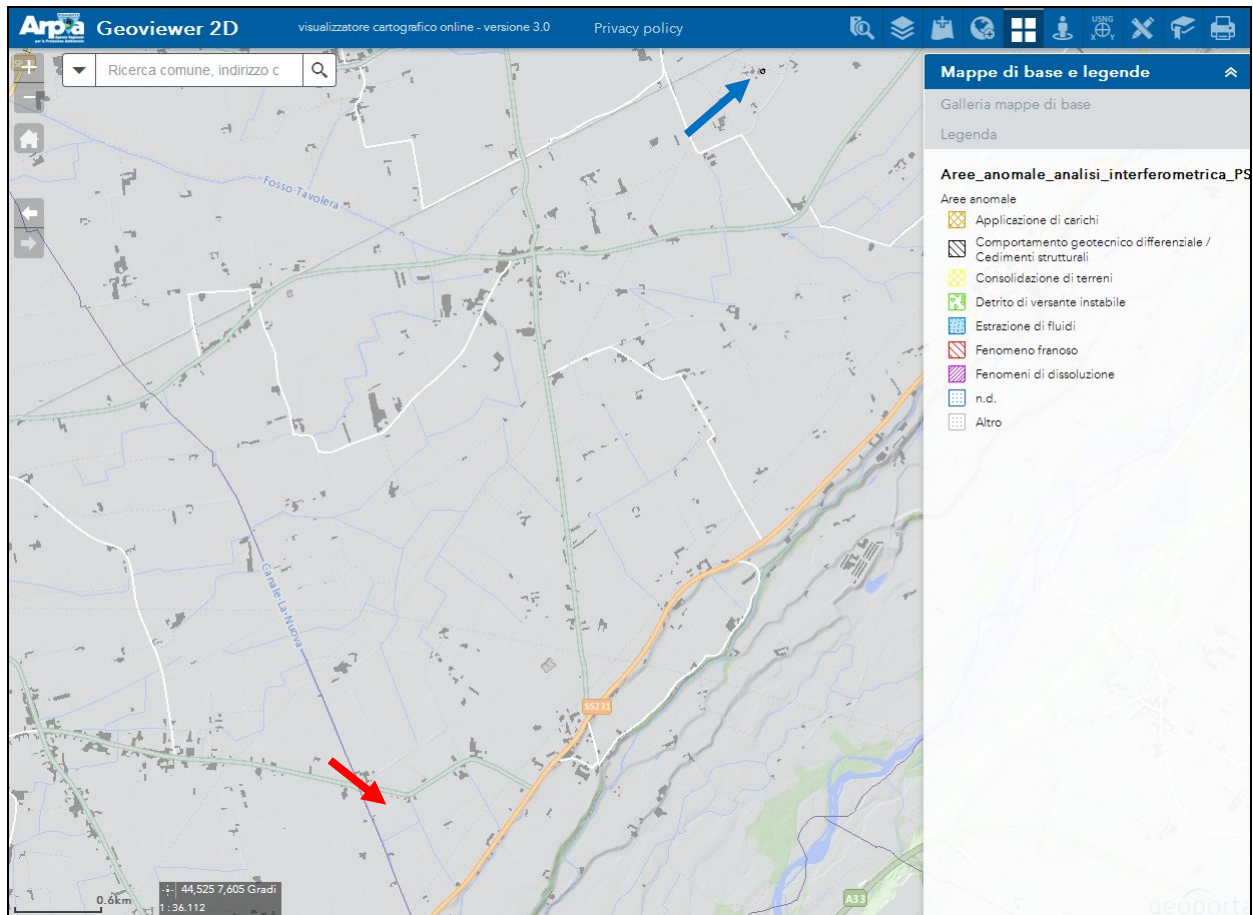 Arpa Geoviewer 2D visualizzatore cartografico online - versione 3.0 Privacy policy
USNG
X Y
Ricerca comune, indirizzo c
Mappe di base e legende
Galleria mappe di base
Legenda
Aree_anomale_analisi_interferometrica_PS
Aree anomale
Applicazione di carichi
Comportamento geotecnico differenziale /
Cedimenti strutturali
Consolidazione di terreni
Detrito di versante instabile
Estrazione di fluidi
Fenomeno franoso
Fenomeni di dissoluzione
n.d.
Altro
Fosso Tavolera
Canale-La-Nuova
SS231
A33
0.6km
44,525 7,605 Gradi
1:36.112
geoporta